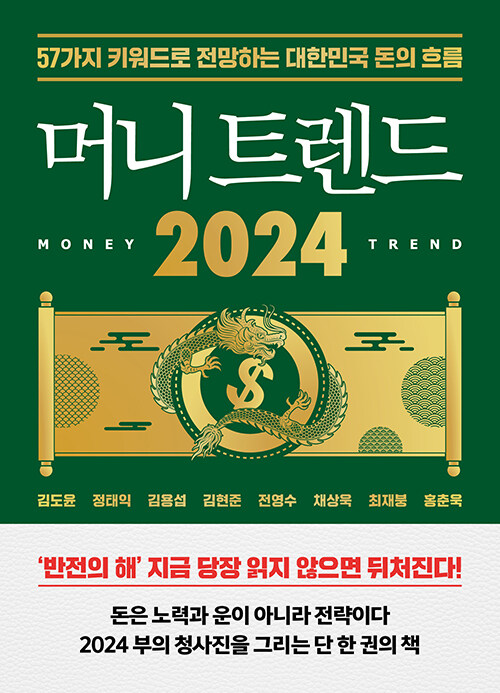 57가지 키워드로 전망하는 대한민국 돈의 흐름
머니 트렌드
MONEY 2024 TREND
$
김도윤 정태익 김용섭 김현준 전영수 채상욱 최재붕 홍춘욱
‘반전의 해’ 지금 당장 읽지 않으면 뒤처진다!
돈은 노력과 운이 아니라 전략이다
2024 부의 청사진을 그리는 단 한 권의 책